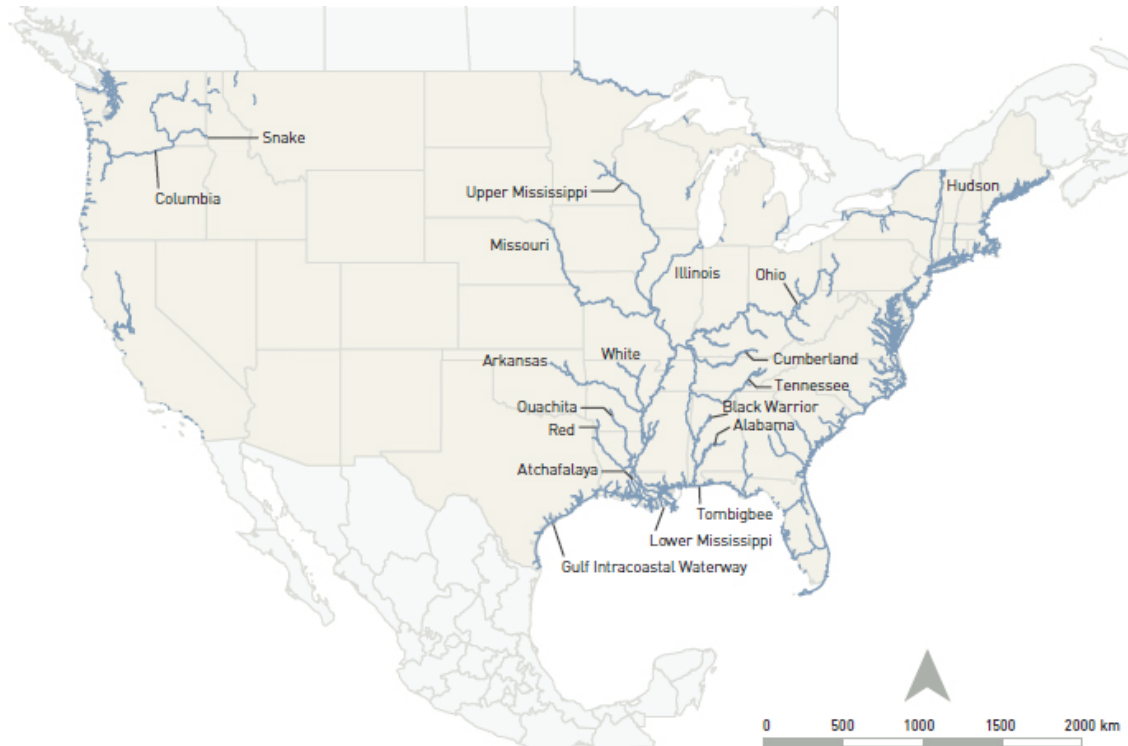 Snake
Columbia
Upper Mississippi
Hudson
Missouri
Illinois
Ohio
Arkansas
White
Cumberland
Tennessee
Ouachita
Black Warrior
Red
Alabama
Atchafalaya
Tombigbee
Lower Mississippi
Gulf Intracoastal Waterway
0 500 1000 1500 2000 km